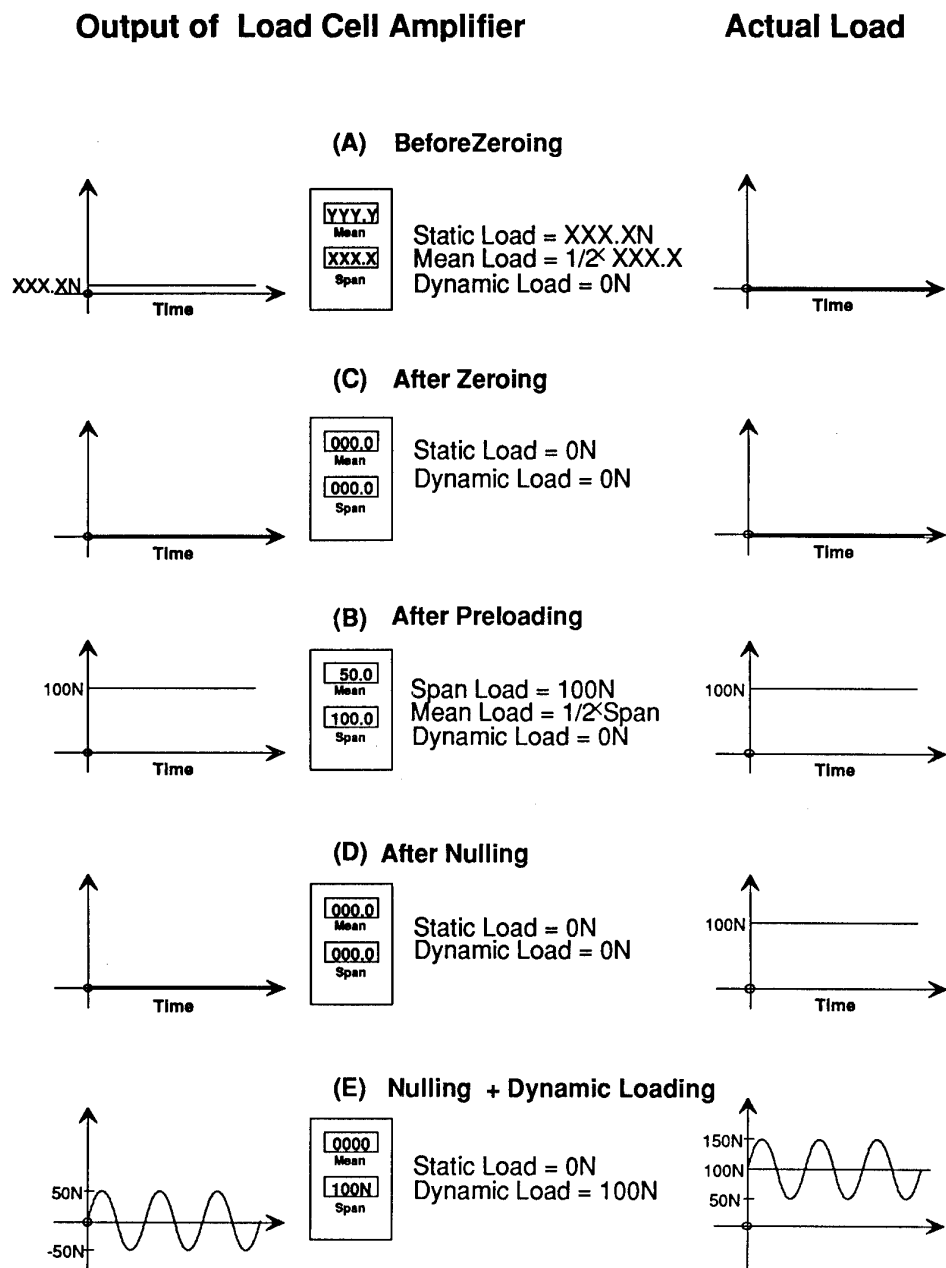 Output of Load Cell Amplifier
Actual Load
(A) BeforeZeroing
YYY.Y
Mean
XXX.X
Span
Static Load = XXX.XN
Mean Load = 1/2× XXX.X
Dynamic Load = 0N
XXX.XN
Time
Time
(C) After Zeroing
000.0
Mean
000.0
Span
Static Load = 0N
Dynamic Load = 0N
Time
Time
(B) After Preloading
100N
50.0
Mean
100.0
Span
Span Load = 100N
Mean Load = 1/2×Span
Dynamic Load = 0N
100N
Time
Time
(D) After Nulling
000.0
Mean
000.0
Span
Static Load = 0N
Dynamic Load = 0N
100N
Time
Time
(E) Nulling + Dynamic Loading
50N
-50N
0000
Mean
100N
Span
Static Load = 0N
Dynamic Load = 100N
150N
100N
50N